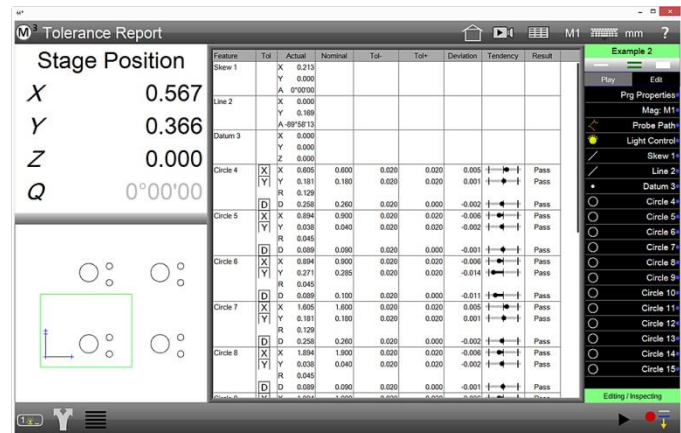 M³ Tolerance Report
M1 mm ?
Stage Position
X 0.567
Y 0.366
Z 0.000
Q 0°00'00
Feature Tol Actual Nominal Tol- Tol+ Deviation Tendency Result
Skew 1 X 0.213
Y 0.000
A 0°00'00
Line 2 X 0.000
Y 0.169
A -89°58'13
Datum 3 X 0.000
Y 0.000
Z 0.000
Circle 4 X X 0.605 0.600 0.020 0.020 0.005 Pass
Y Y 0.181 0.180 0.020 0.020 0.001 Pass
R 0.129
D D 0.258 0.260 0.020 0.000 -0.002 Pass
Circle 5 X X 0.894 0.900 0.020 0.020 -0.006 Pass
Y Y 0.038 0.040 0.020 0.020 -0.002 Pass
R 0.045
D D 0.089 0.090 0.020 0.000 -0.001 Pass
Circle 6 X X 0.894 0.900 0.020 0.020 -0.006 Pass
Y Y 0.271 0.285 0.020 0.020 -0.014 Pass
R 0.045
D D 0.089 0.100 0.020 0.000 -0.011 Pass
Circle 7 X X 1.605 1.600 0.020 0.020 0.005 Pass
Y Y 0.181 0.180 0.020 0.020 0.001 Pass
R 0.129
D D 0.258 0.260 0.020 0.000 -0.002 Pass
Circle 8 X X 1.894 1.900 0.020 0.020 -0.006 Pass
Y Y 0.038 0.040 0.020 0.020 -0.002 Pass
R 0.045
D D 0.089 0.090 0.020 0.000 -0.001 Pass
Example 2
Play Edit
Prg Properties
Mag: M1
Probe Path
Light Control
Skew 1
Line 2
Datum 3
Circle 4
Circle 5
Circle 6
Circle 7
Circle 8
Circle 9
Circle 10
Circle 11
Circle 12
Circle 13
Circle 14
Circle 15
Editing / Inspecting